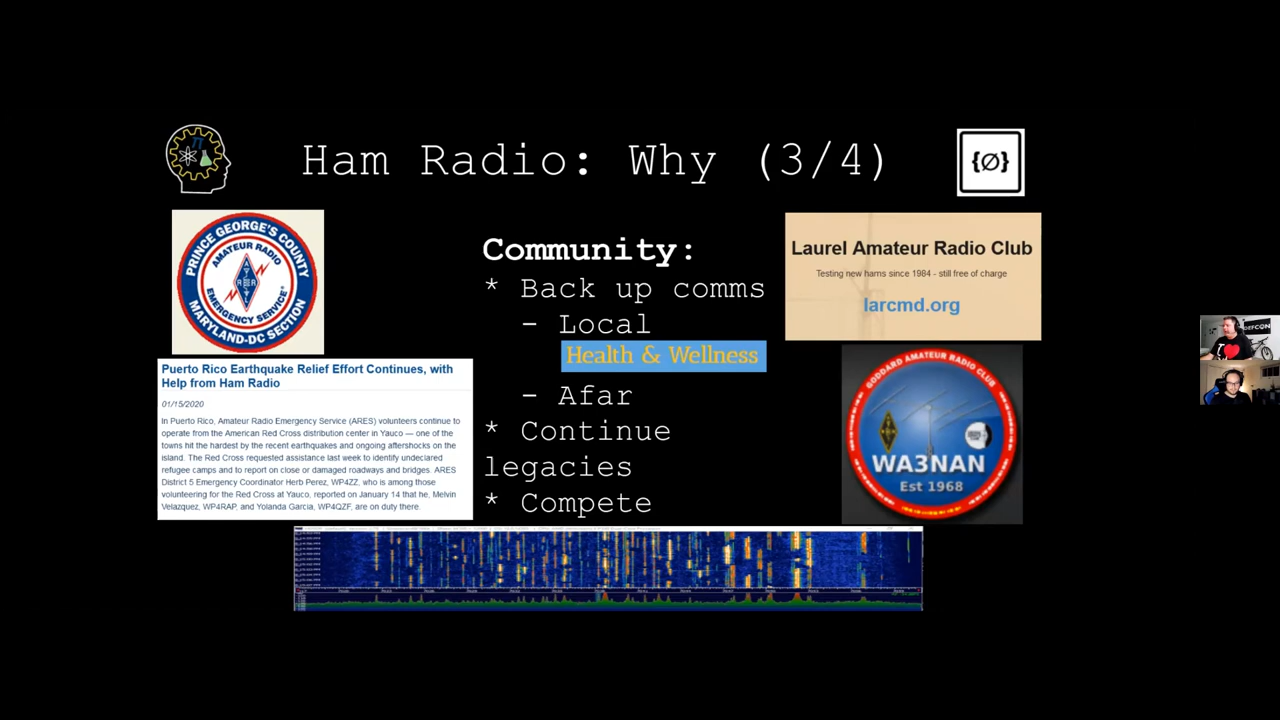 Ham Radio: Why (3/4)
{∅}
PRINCE GEORGE'S COUNTY
AMATEUR RADIO
ARRL
EMERGENCY SERVICE
MARYLAND-DC SECTION
Puerto Rico Earthquake Relief Effort Continues, with
Help from Ham Radio
01/15/2020
In Puerto Rico, Amateur Radio Emergency Service (ARES) volunteers continue to
operate from the American Red Cross distribution center in Yauco — one of the
towns hit the hardest by the recent earthquakes and ongoing aftershocks on the
island. The Red Cross requested assistance last week to identify undeclared
refugee camps and to report on close or damaged roadways and bridges. ARES
District 5 Emergency Coordinator Herb Perez, WP4ZZ, who is among those
volunteering for the Red Cross at Yauco, reported on January 14 that he, Melvin
Velazquez, WP4RAP, and Yolanda Garcia, WP4QZF, are on duty there.
Community:
* Back up comms
- Local
Health & Wellness
- Afar
* Continue
legacies
* Compete
Laurel Amateur Radio Club
Testing new hams since 1984 - still free of charge
larcmd.org
GODDARD AMATEUR RADIO CLUB
WA3NAN
Est 1968
DEFCON